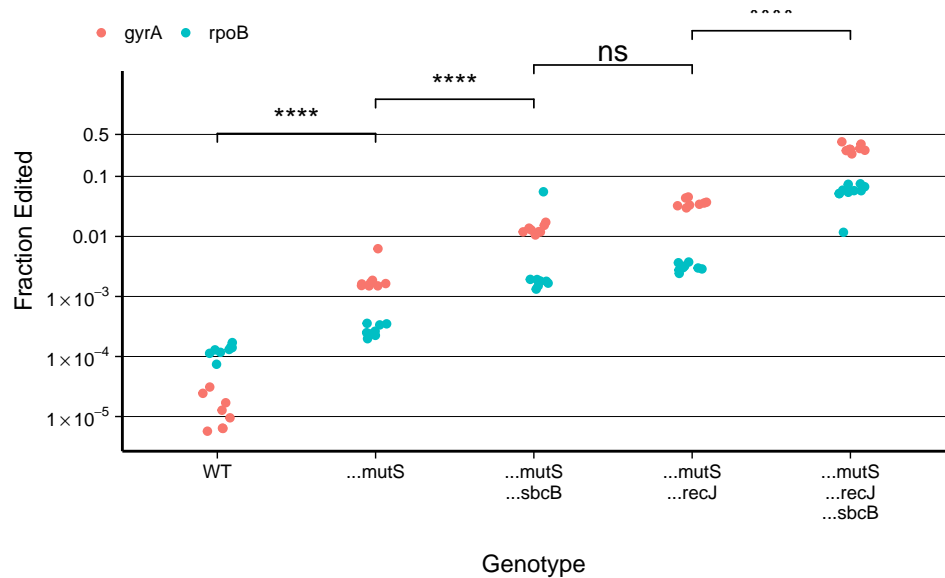 gyrA rpoB
****
ns
****
****
0.5
0.1
0.01
1×10⁻³
1×10⁻⁴
1×10⁻⁵
Fraction Edited
WT ...mutS ...mutS ...mutS ...mutS
...sbcB ...recJ ...recJ
...sbcB
Genotype